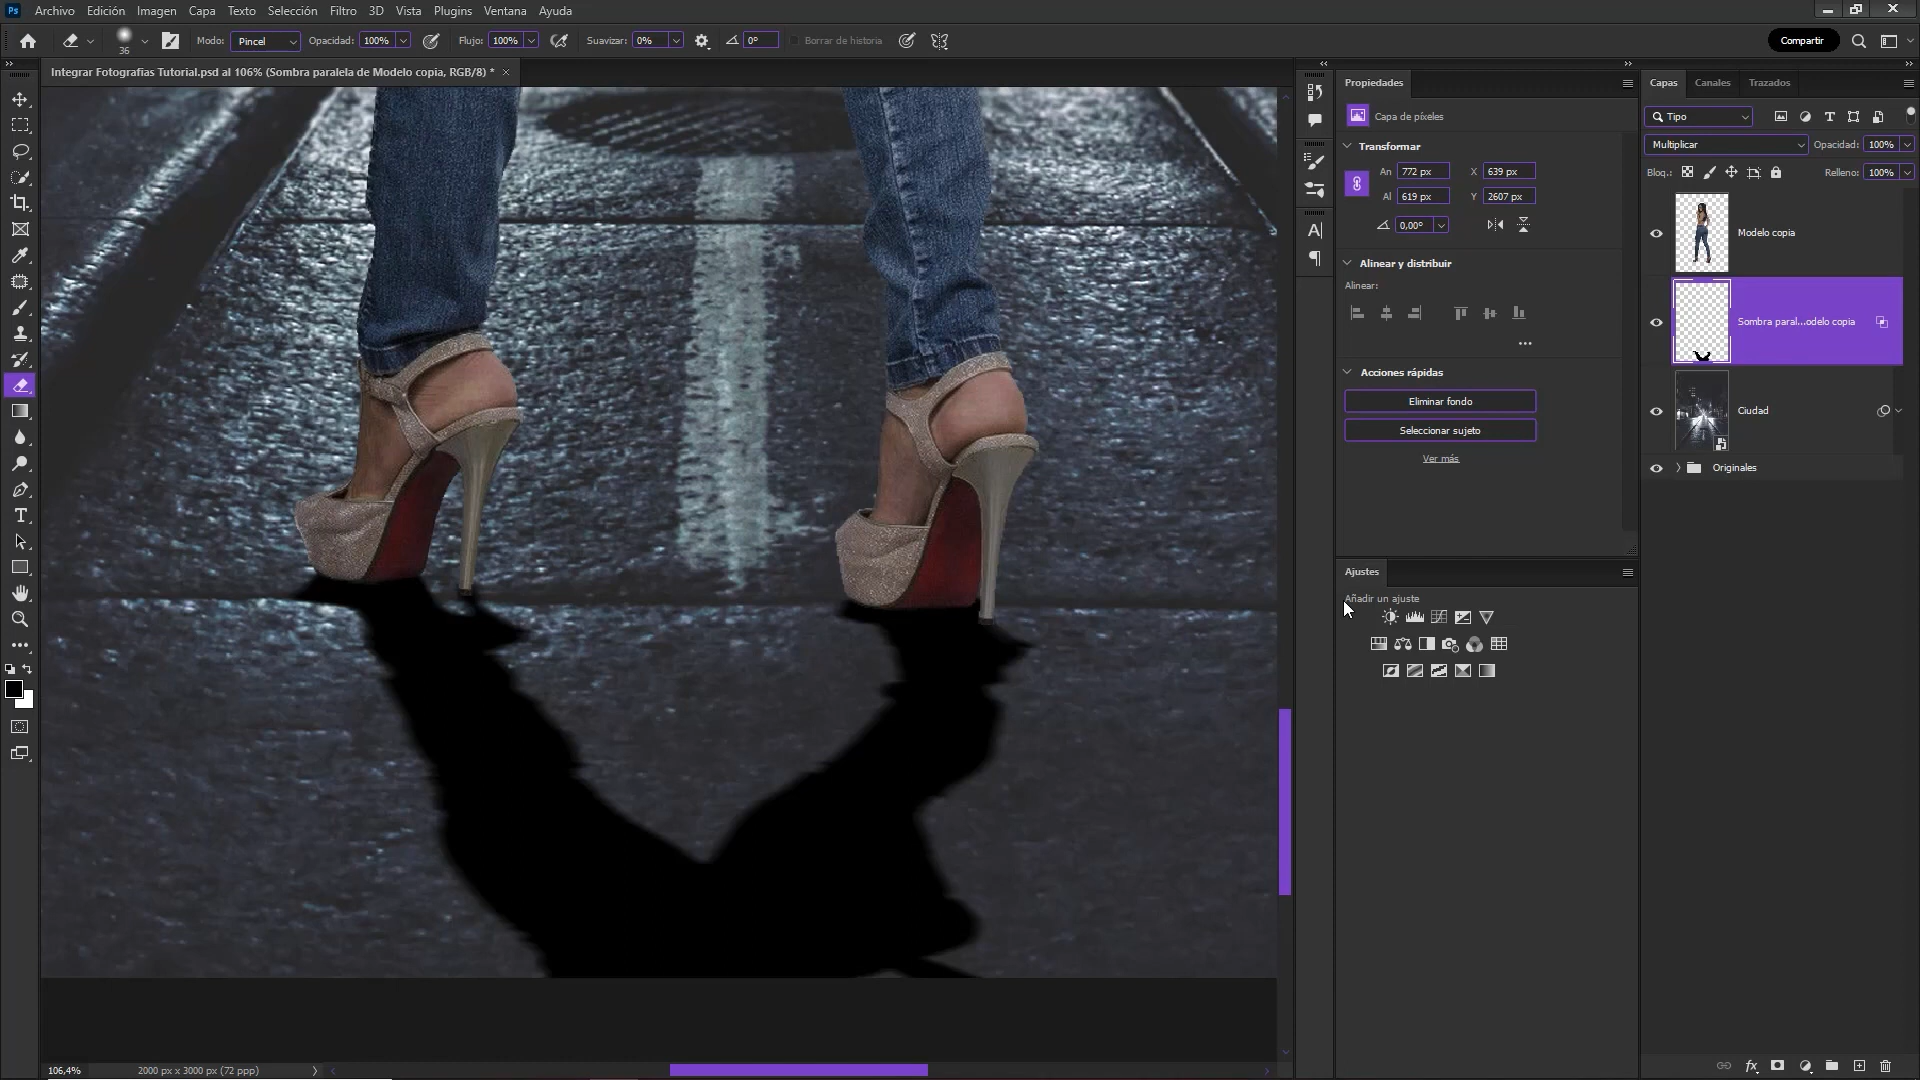 Ps Archivo Edición Imagen Capa Texto Selección Filtro 3D Vista Plugins Ventana Ayuda
36 Modo: Pincel Opacidad: 100% Flujo: 100% Suavizar: 0% 0° Borrar de historia Compartir
Integrar Fotografias Tutorial.psd al 106% (Sombra paralela de Modelo copia, RGB/8) *
Propiedades
Capa de píxeles
Transformar
An 772 px X 639 px
Al 619 px Y 2607 px
0,00°
Alinear y distribuir
Alinear:
Acciones rápidas
Eliminar fondo
Seleccionar sujeto
Ver más
Ajustes
Añadir un ajuste
Capas Canales Trazados
Tipo
Multiplicar Opacidad: 100%
Bloq.: Relleno: 100%
Modelo copia
Sombra paral...odelo copia
Ciudad
Originales
106,4% 2000 px x 3000 px (72 ppp)